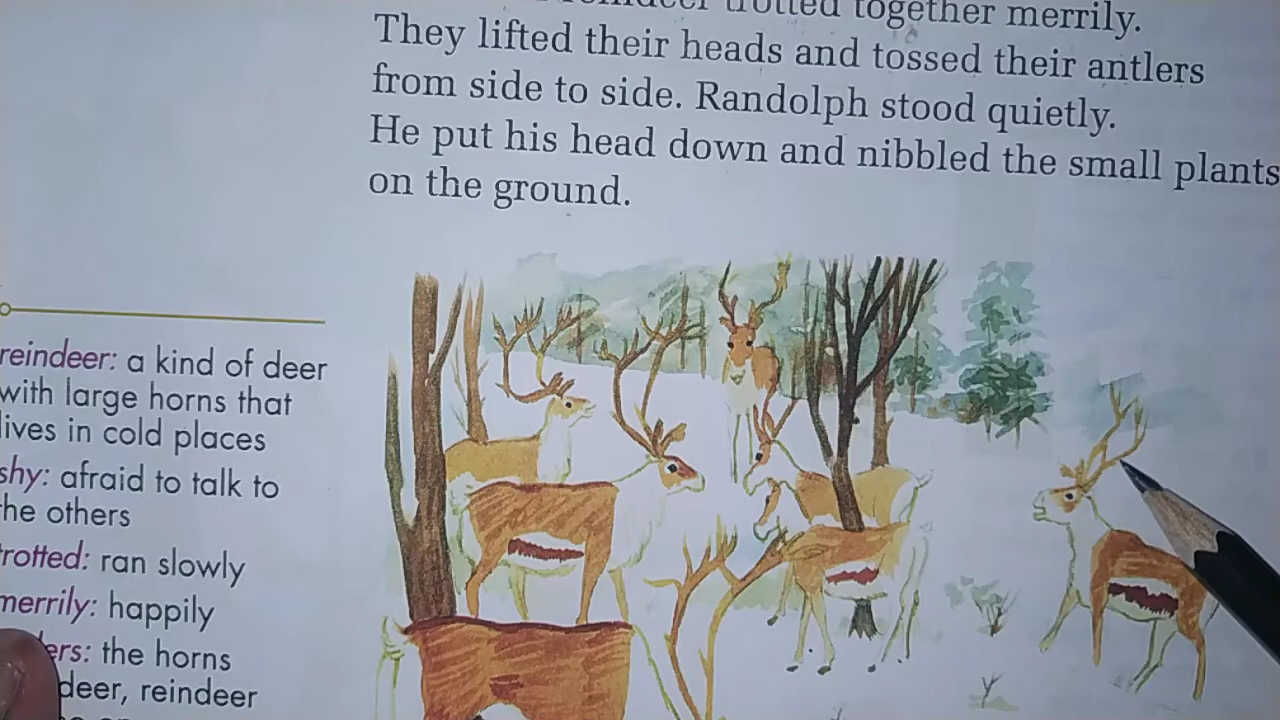 trotted together merrily.
They lifted their heads and tossed their antlers
from side to side. Randolph stood quietly.
He put his head down and nibbled the small plants
on the ground.
reindeer: a kind of deer
with large horns that
lives in cold places
shy: afraid to talk to
the others
trotted: ran slowly
merrily: happily
the horns
deer, reindeer